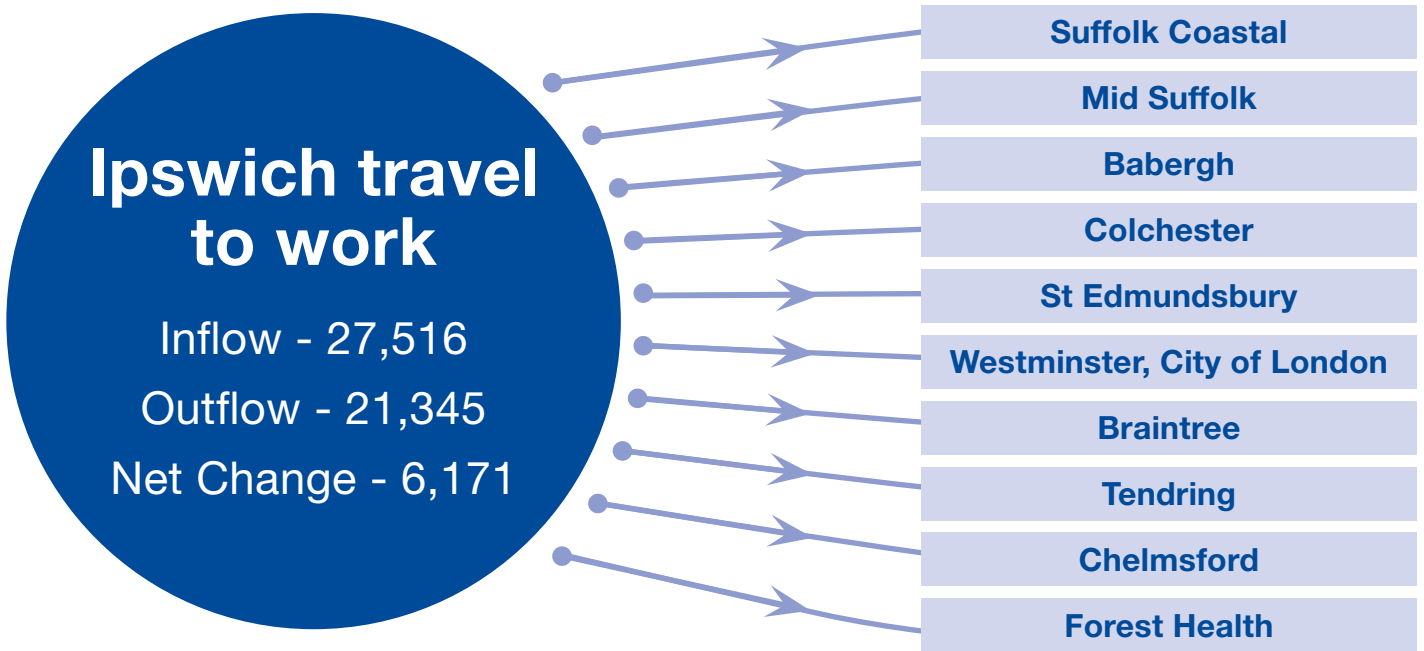 Ipswich travel
to work
Inflow - 27,516
Outflow - 21,345
Net Change - 6,171
Suffolk Coastal
Mid Suffolk
Babergh
Colchester
St Edmundsbury
Westminster, City of London
Braintree
Tendring
Chelmsford
Forest Health